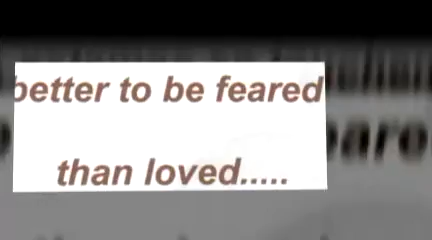 better to be feared
than loved.....